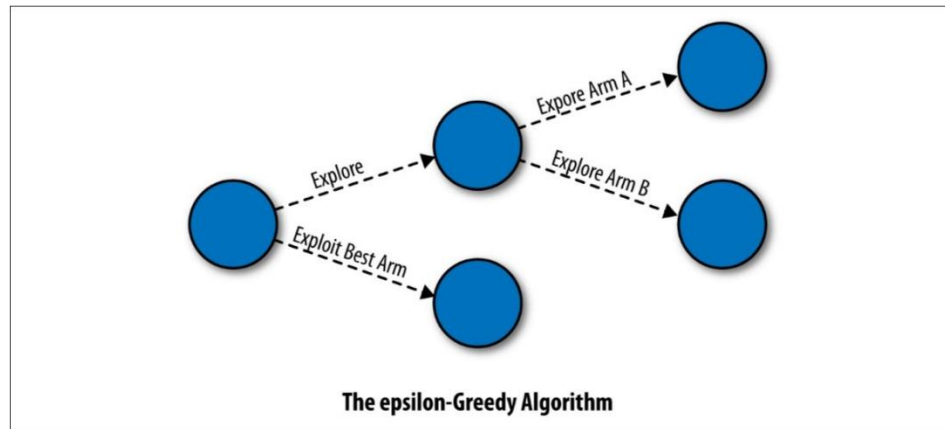 Expore Arm A
Explore
Explore Arm B
Exploit Best Arm
The epsilon-Greedy Algorithm